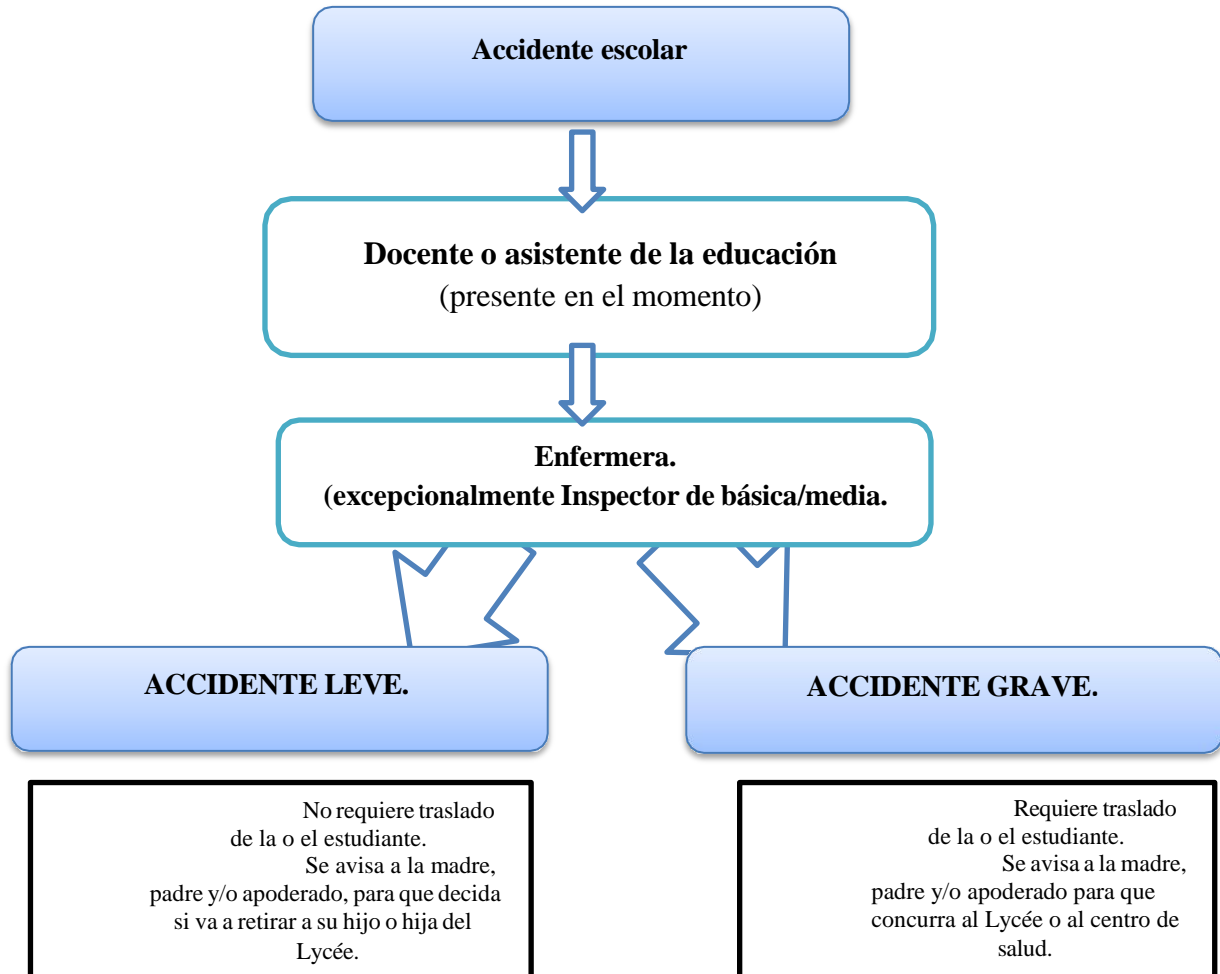 Accidente escolar
Docente o asistente de la educación
(presente en el momento)
Enfermera.
(excepcionalmente Inspector de básica/media.
ACCIDENTE LEVE.
No requiere traslado
de la o el estudiante.
Se avisa a la madre,
padre y/o apoderado, para que decida
si va a retirar a su hijo o hija del
Lycée.
ACCIDENTE GRAVE.
Requiere traslado
de la o el estudiante.
Se avisa a la madre,
padre y/o apoderado para que
concurra al Lycée o al centro de
salud.